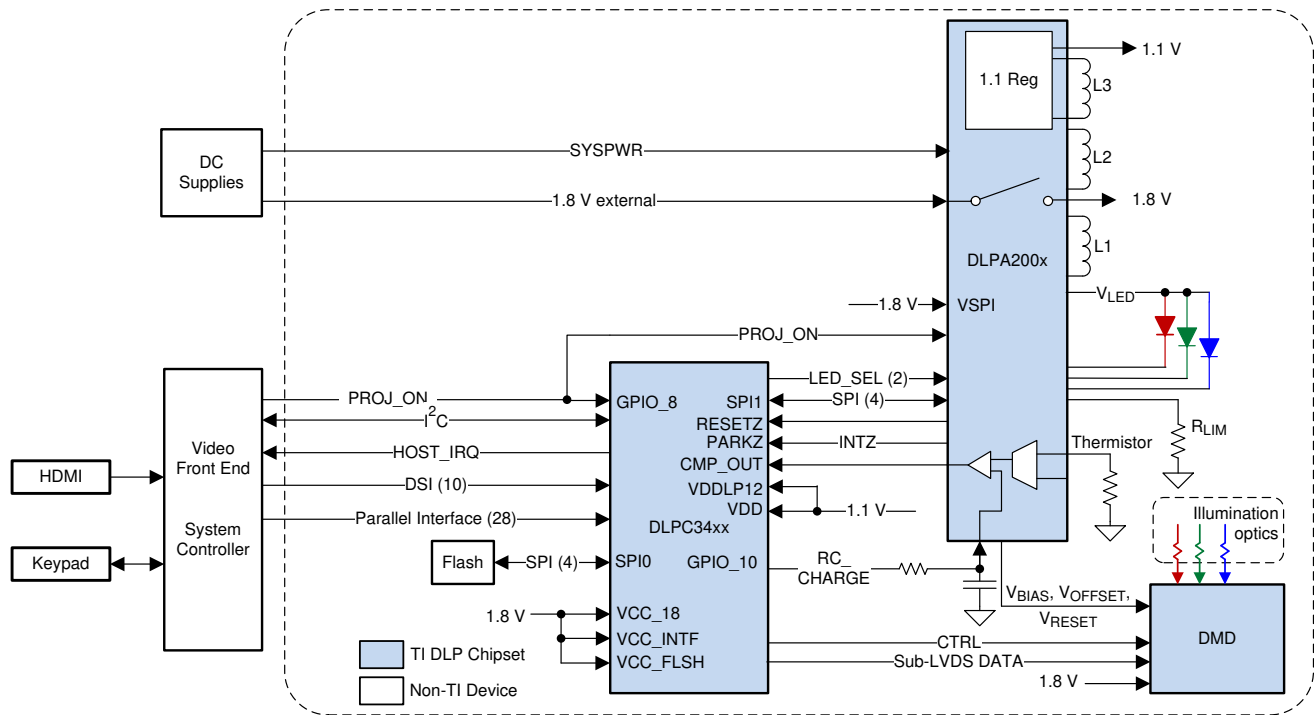 1.1 V
1.1 Reg
L3
DC
Supplies
SYSPWR
L2
1.8 V external
1.8 V
L1
DLPA200x
VLED
1.8 V
VSPI
PROJ_ON
LED_SEL (2)
PROJ_ON
GPIO_8
SPI1
SPI (4)
I2C
RESETZ
RLIM
Video
Front End
PARKZ
INTZ
Thermistor
HOST_IRQ
CMP_OUT
HDMI
DSI (10)
VDDLP12
VDD
1.1 V
Parallel Interface (28)
DLPC34xx
Illumination
optics
System
Controller
Keypad
Flash
SPI (4)
SPI0
GPIO_10
RC_
CHARGE
VBIAS, VOFFSET,
VRESET
1.8 V
VCC_18
VCC_INTF
VCC_FLSH
CTRL
DMD
Sub-LVDS DATA
1.8 V
TI DLP Chipset
Non-TI Device